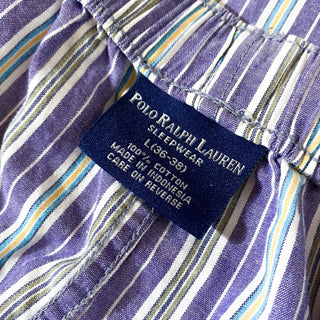 POLO RALPH LAUREN
SLEEPWEAR
L(36-38)
100% COTTON
MADE IN INDONESIA
CARE ON REVERSE